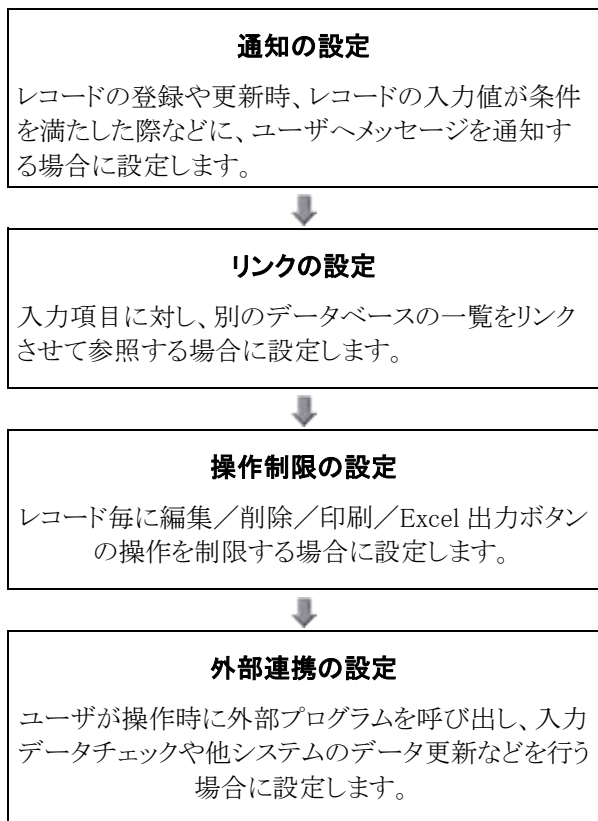 通知の設定
レコードの登録や更新時、レコードの入力値が条件
を満たした際などに、ユーザへメッセージを通知す
る場合に設定します。
リンクの設定
入力項目に対し、別のデータベースの一覧をリンク
させて参照する場合に設定します。
操作制限の設定
レコード毎に編集／削除／印刷／Excel 出力ボタン
の操作を制限する場合に設定します。
外部連携の設定
ユーザが操作時に外部プログラムを呼び出し、入力
データチェックや他システムのデータ更新などを行う
場合に設定します。